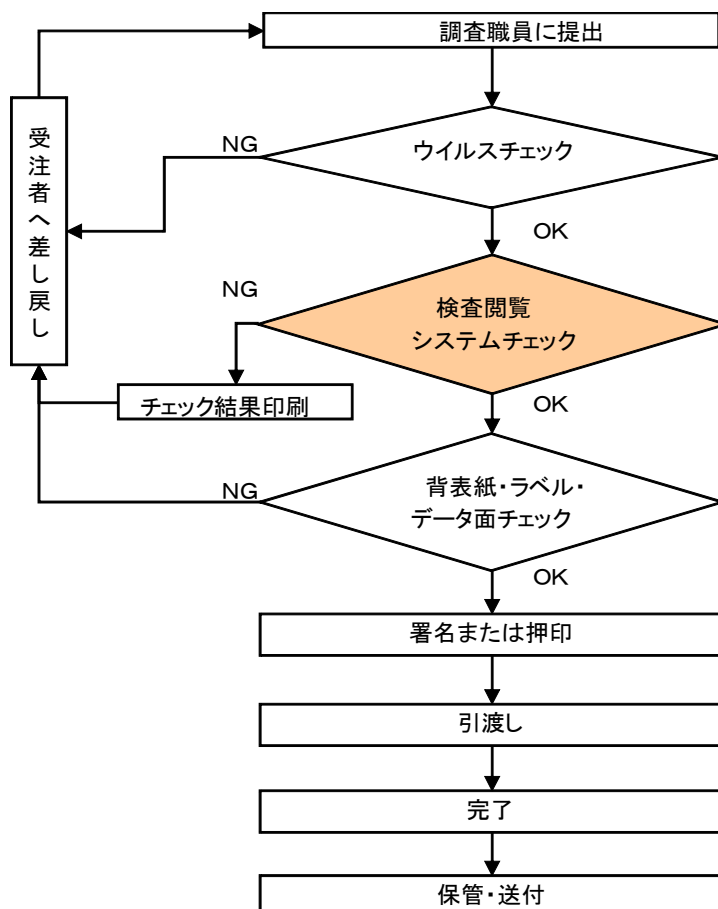 調査職員に提出
受注者へ差し戻し
NG
ウイルスチェック
OK
NG
検査閲覧
システムチェック
チェック結果印刷
OK
NG
背表紙・ラベル・
データ面チェック
OK
署名または押印
引渡し
完了
保管・送付